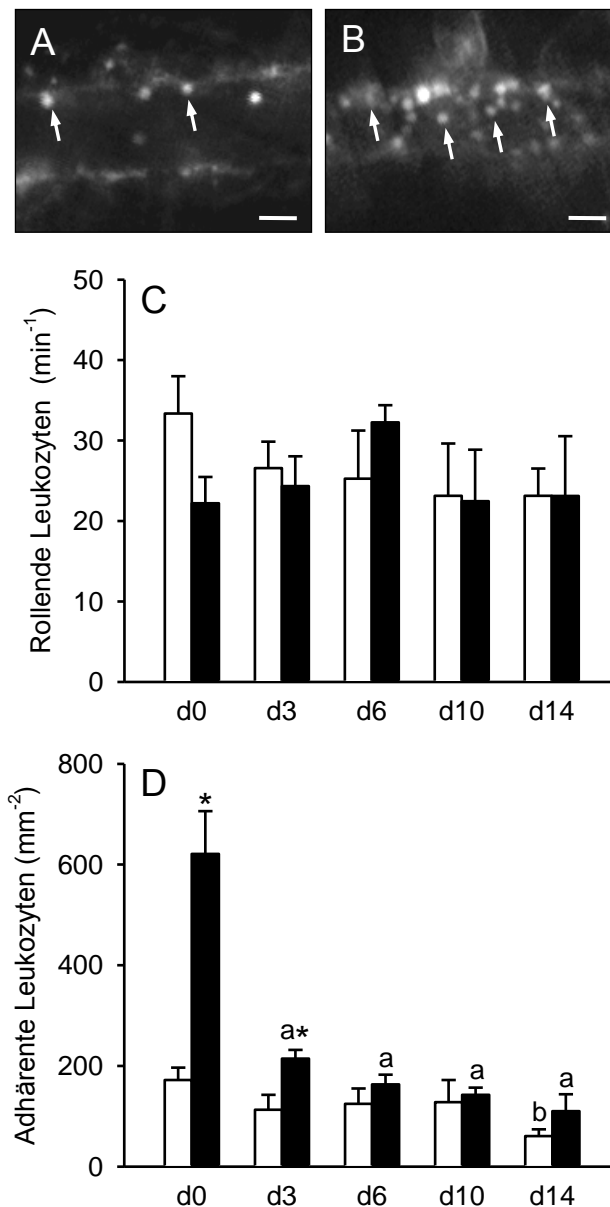 A
B
C
50
40
30
20
10
0
Rollende Leukozyten (min⁻¹)
d0 d3 d6 d10 d14
D
800
600
400
200
0
Adhärente Leukozyten (mm⁻²)
*
a*
a
a
b
a
d0 d3 d6 d10 d14